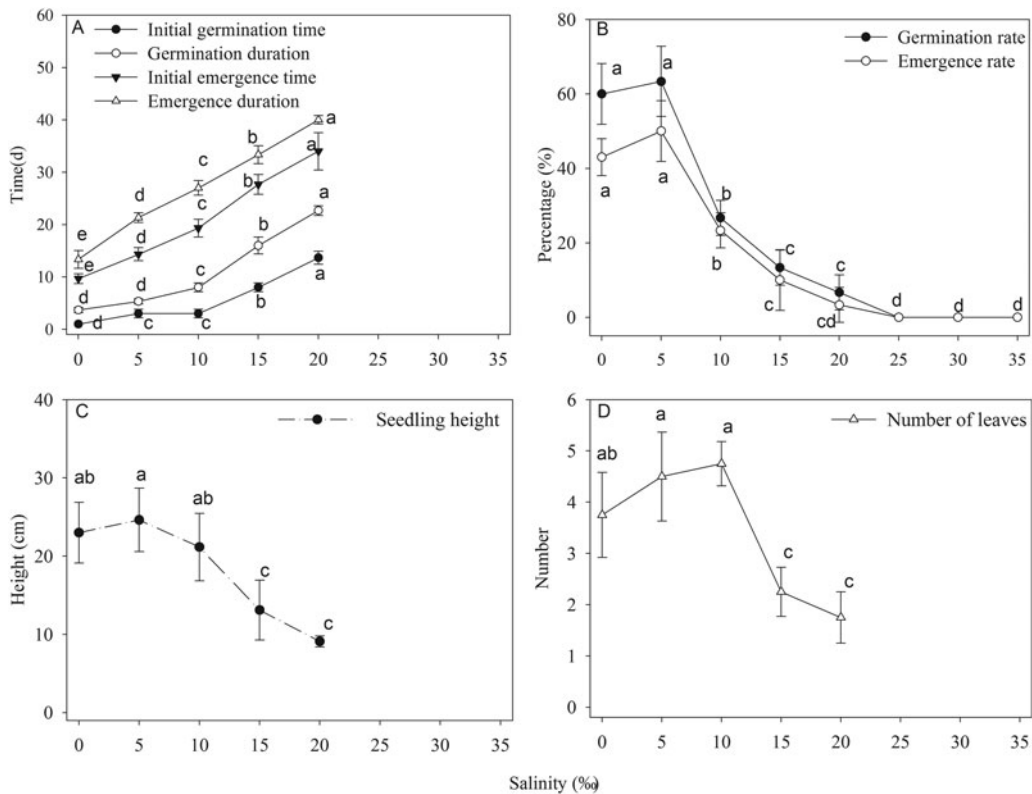 A
Initial germination time
Germination duration
Initial emergence time
Emergence duration
Time(d)
60
50
40
30
20
10
0
e
d
c
b
a
e
d
c
b
a
d
d
c
b
a
d
c
c
b
a
0 5 10 15 20 25 30 35
B
Germination rate
Emergence rate
Percentage (%)
80
60
40
20
0
a
a
b
c
c
d
d
d
a
a
b
c
cd
0 5 10 15 20 25 30 35
C
Seedling height
Height (cm)
40
30
20
10
0
ab
a
ab
c
c
0 5 10 15 20 25 30 35
D
Number of leaves
Number
6
5
4
3
2
1
0
ab
a
a
c
c
0 5 10 15 20 25 30 35
Salinity (‰)